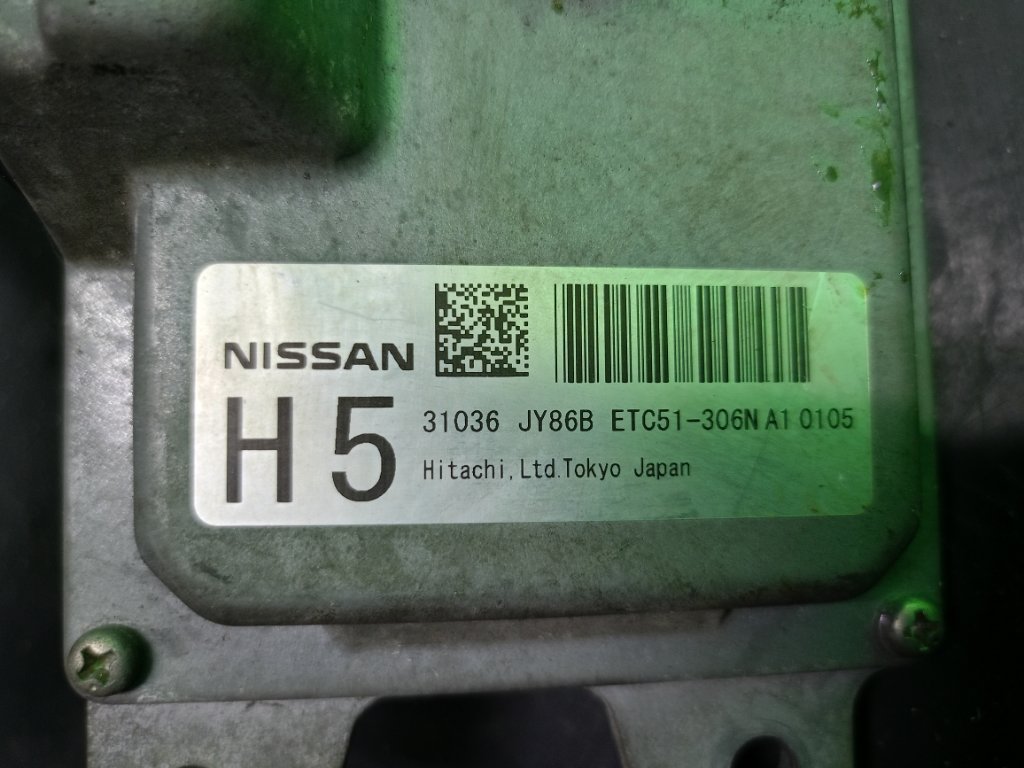 NISSAN
H5
31036 JY86B ETC51-306N A1 0105
Hitachi,Ltd.Tokyo Japan